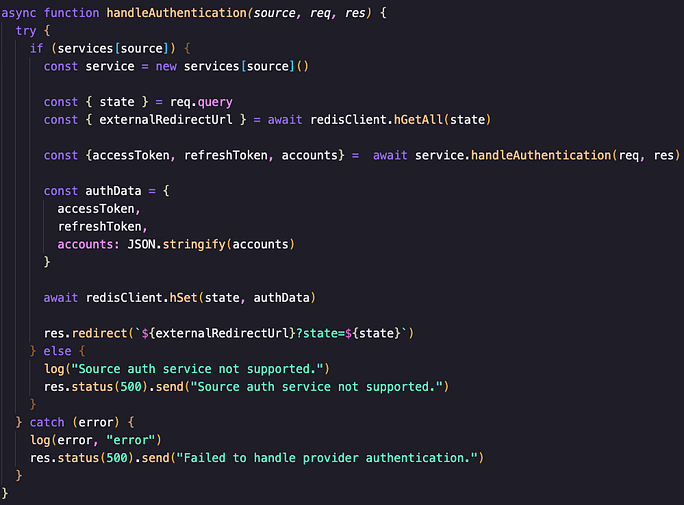 async function handleAuthentication(source, req, res) {
  try {
    if (services[source]) {
      const service = new services[source]()

      const { state } = req.query
      const { externalRedirectUrl } = await redisClient.hGetAll(state)

      const {accessToken, refreshToken, accounts} =  await service.handleAuthentication(req, res)

      const authData = {
        accessToken,
        refreshToken,
        accounts: JSON.stringify(accounts)
      }

      await redisClient.hSet(state, authData)

      res.redirect(`${externalRedirectUrl}?state=${state}`)
    } else {
      log("Source auth service not supported.")
      res.status(500).send("Source auth service not supported.")
    }
  } catch (error) {
    log(error, "error")
    res.status(500).send("Failed to handle provider authentication.")
  }
}